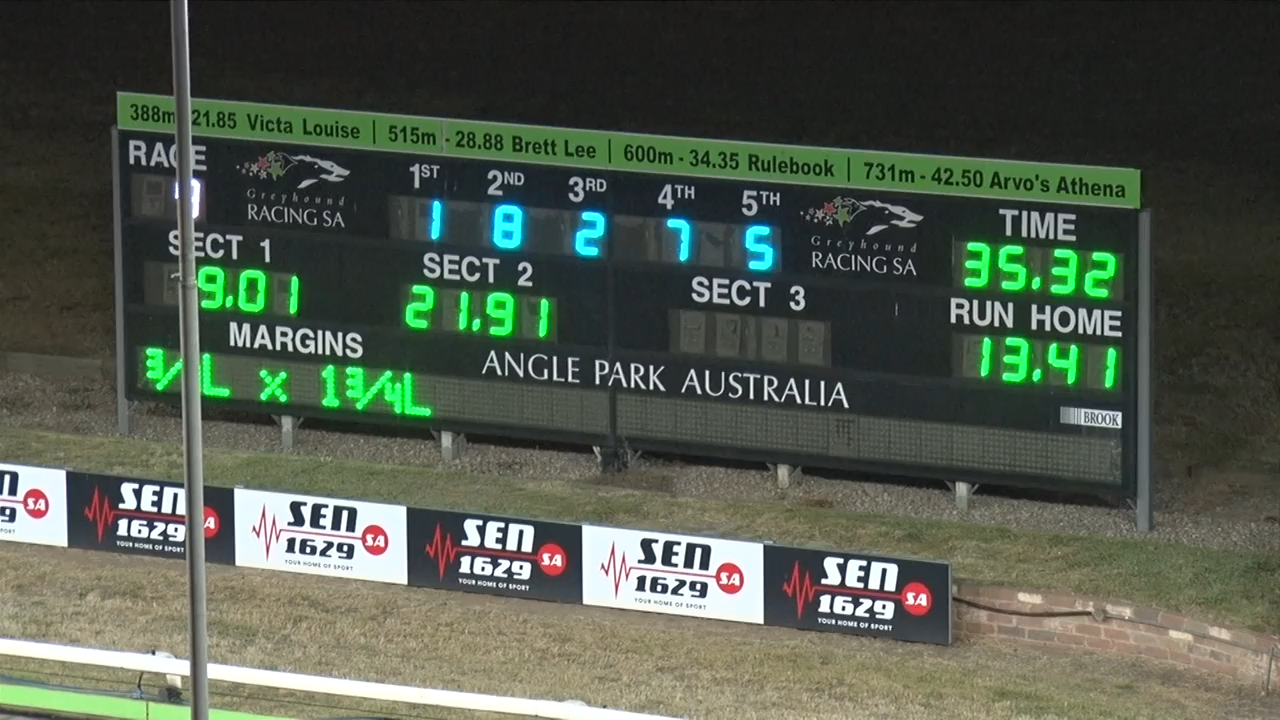 388m 21.85 Victa Louise | 515m - 28.88 Brett Lee | 600m - 34.35 Rulebook | 731m - 42.50 Arvo's Athena
RACE
Greyhound
RACING SA
1ST 2ND 3RD 4TH 5TH
1 8 2 7 5
Greyhound
RACING SA
TIME
35.32
SECT 1
9.01
SECT 2
21.91
SECT 3
RUN HOME
13.41
MARGINS
3/ L x 1 3/4L
ANGLE PARK AUSTRALIA
BROOK
SEN
1629 SA
YOUR HOME OF SPORT
SEN
1629 SA
YOUR HOME OF SPORT
SEN
1629 SA
YOUR HOME OF SPORT
SEN
1629 SA
YOUR HOME OF SPORT
SEN
1629 SA
YOUR HOME OF SPORT